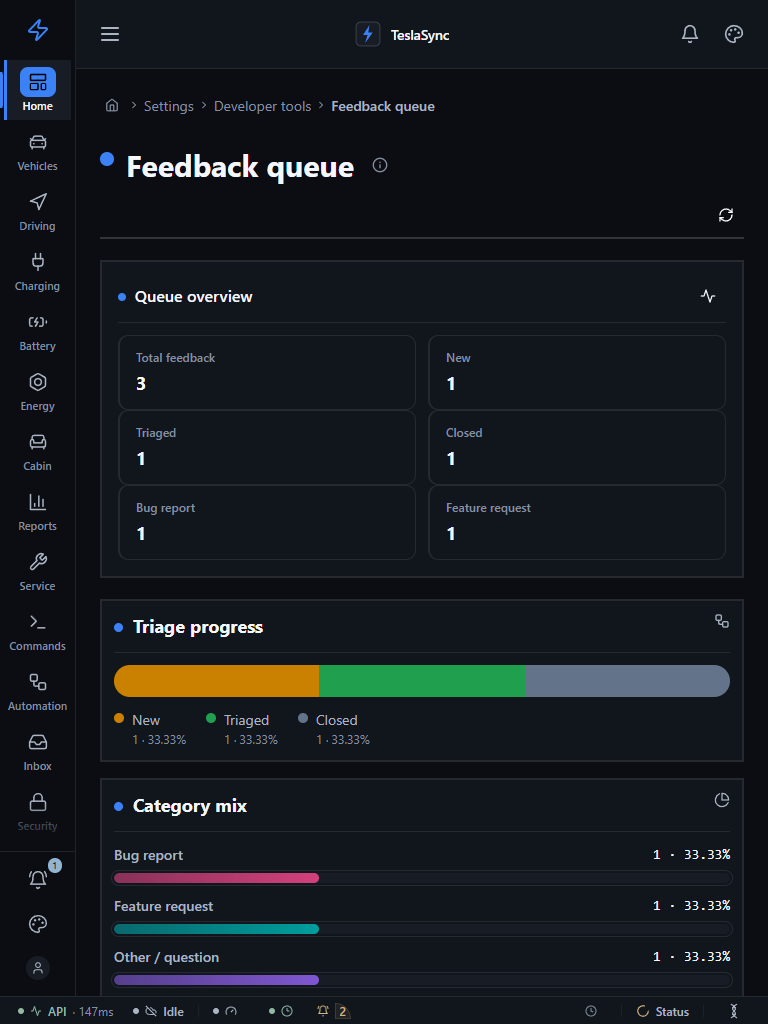 TeslaSync
Home
Vehicles
Driving
Charging
Battery
Energy
Cabin
Reports
Service
Commands
Automation
Inbox
Security
1
Settings
Developer tools
Feedback queue
Feedback queue
Queue overview
Total feedback
3
New
1
Triaged
1
Closed
1
Bug report
1
Feature request
1
Triage progress
New
1 · 33.33%
Triaged
1 · 33.33%
Closed
1 · 33.33%
Category mix
Bug report
1 · 33.33%
Feature request
1 · 33.33%
Other / question
1 · 33.33%
API · 147ms
Idle
2
Status